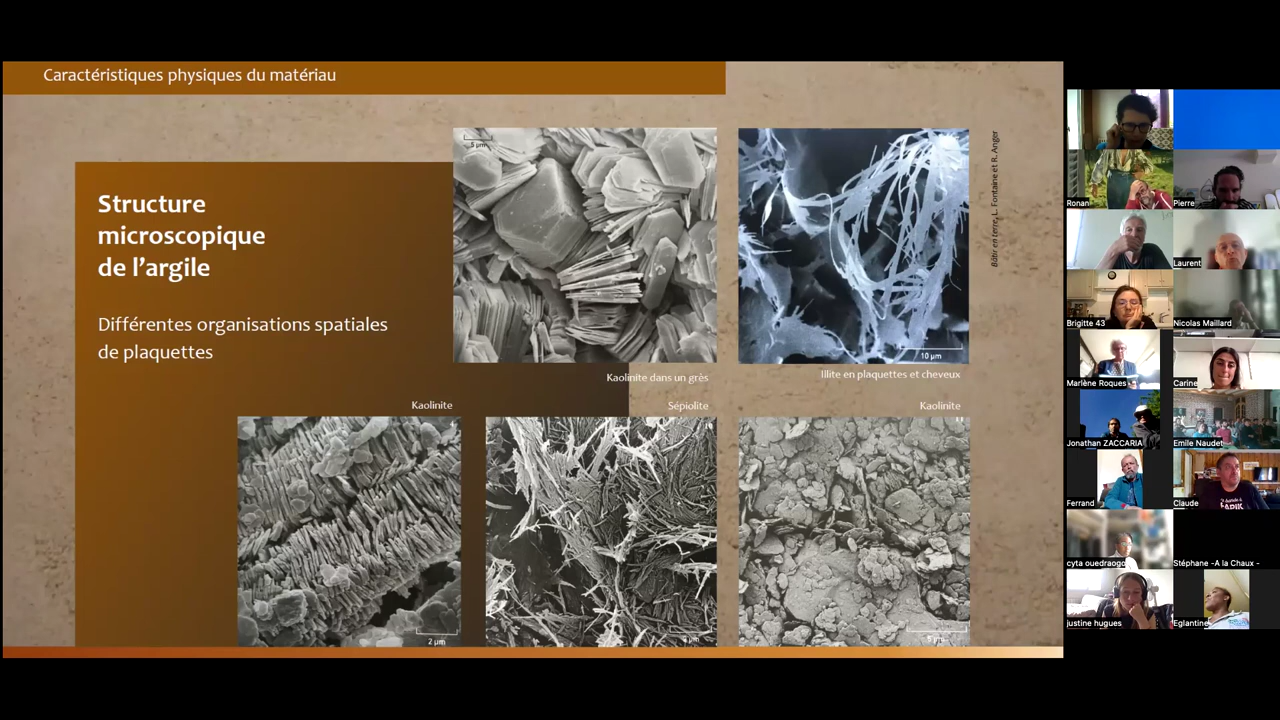 Caractéristiques physiques du matériau
Structure
microscopique
de l'argile
Différentes organisations spatiales
de plaquettes
5 µm
10 µm
Bâtir en terre, L. Fontaine et R. Anger
Kaolinite dans un grès
Illite en plaquettes et cheveux
Kaolinite
Sépiolite
Kaolinite
2 µm
5 µm
Ronan
Pierre
Laurent
Brigitte 43
Nicolas Maillard
Marlène Roques
Carine
Jonathan ZACCARIA
Emile Naudet
Ferrand
Claude
cyta ouedraogo
Stéphane -A la Chaux -
justine hugues
Eglantine